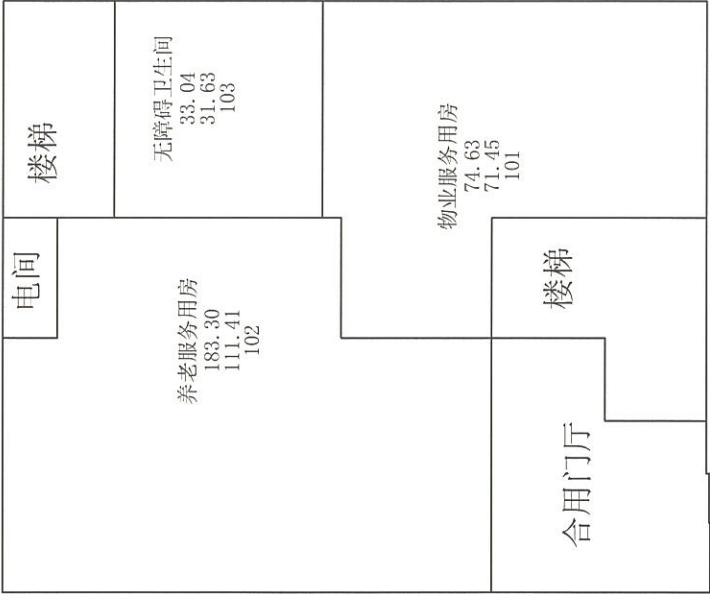 楼梯
无障碍卫生间
33.04
31.63
103
物业服务用房
74.63
71.45
101
电间
养老服务用房
183.30
111.41
102
楼梯
合用门厅